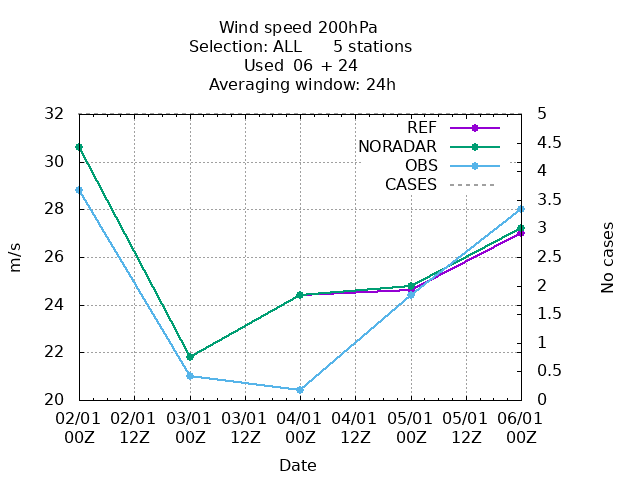 Wind speed 200hPa
Selection: ALL 5 stations
Used 06 + 24
Averaging window: 24h
32
30
28
26
24
22
20
m/s
5
4.5
4
3.5
3
2.5
2
1.5
1
0.5
0
No cases
REF
NORADAR
OBS
CASES
02/01 02/01 03/01 03/01 04/01 04/01 05/01 05/01 06/01
00Z 12Z 00Z 12Z 00Z 12Z 00Z 12Z 00Z
Date